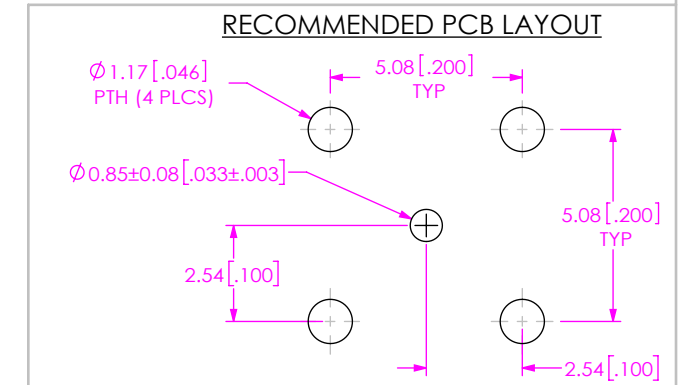 RECOMMENDED PCB LAYOUT
Ø1.17[.046]
PTH (4 PLCS)
5.08[.200]
TYP
Ø0.85±0.08[.033±.003]
5.08[.200]
TYP
2.54[.100]
2.54[.100]